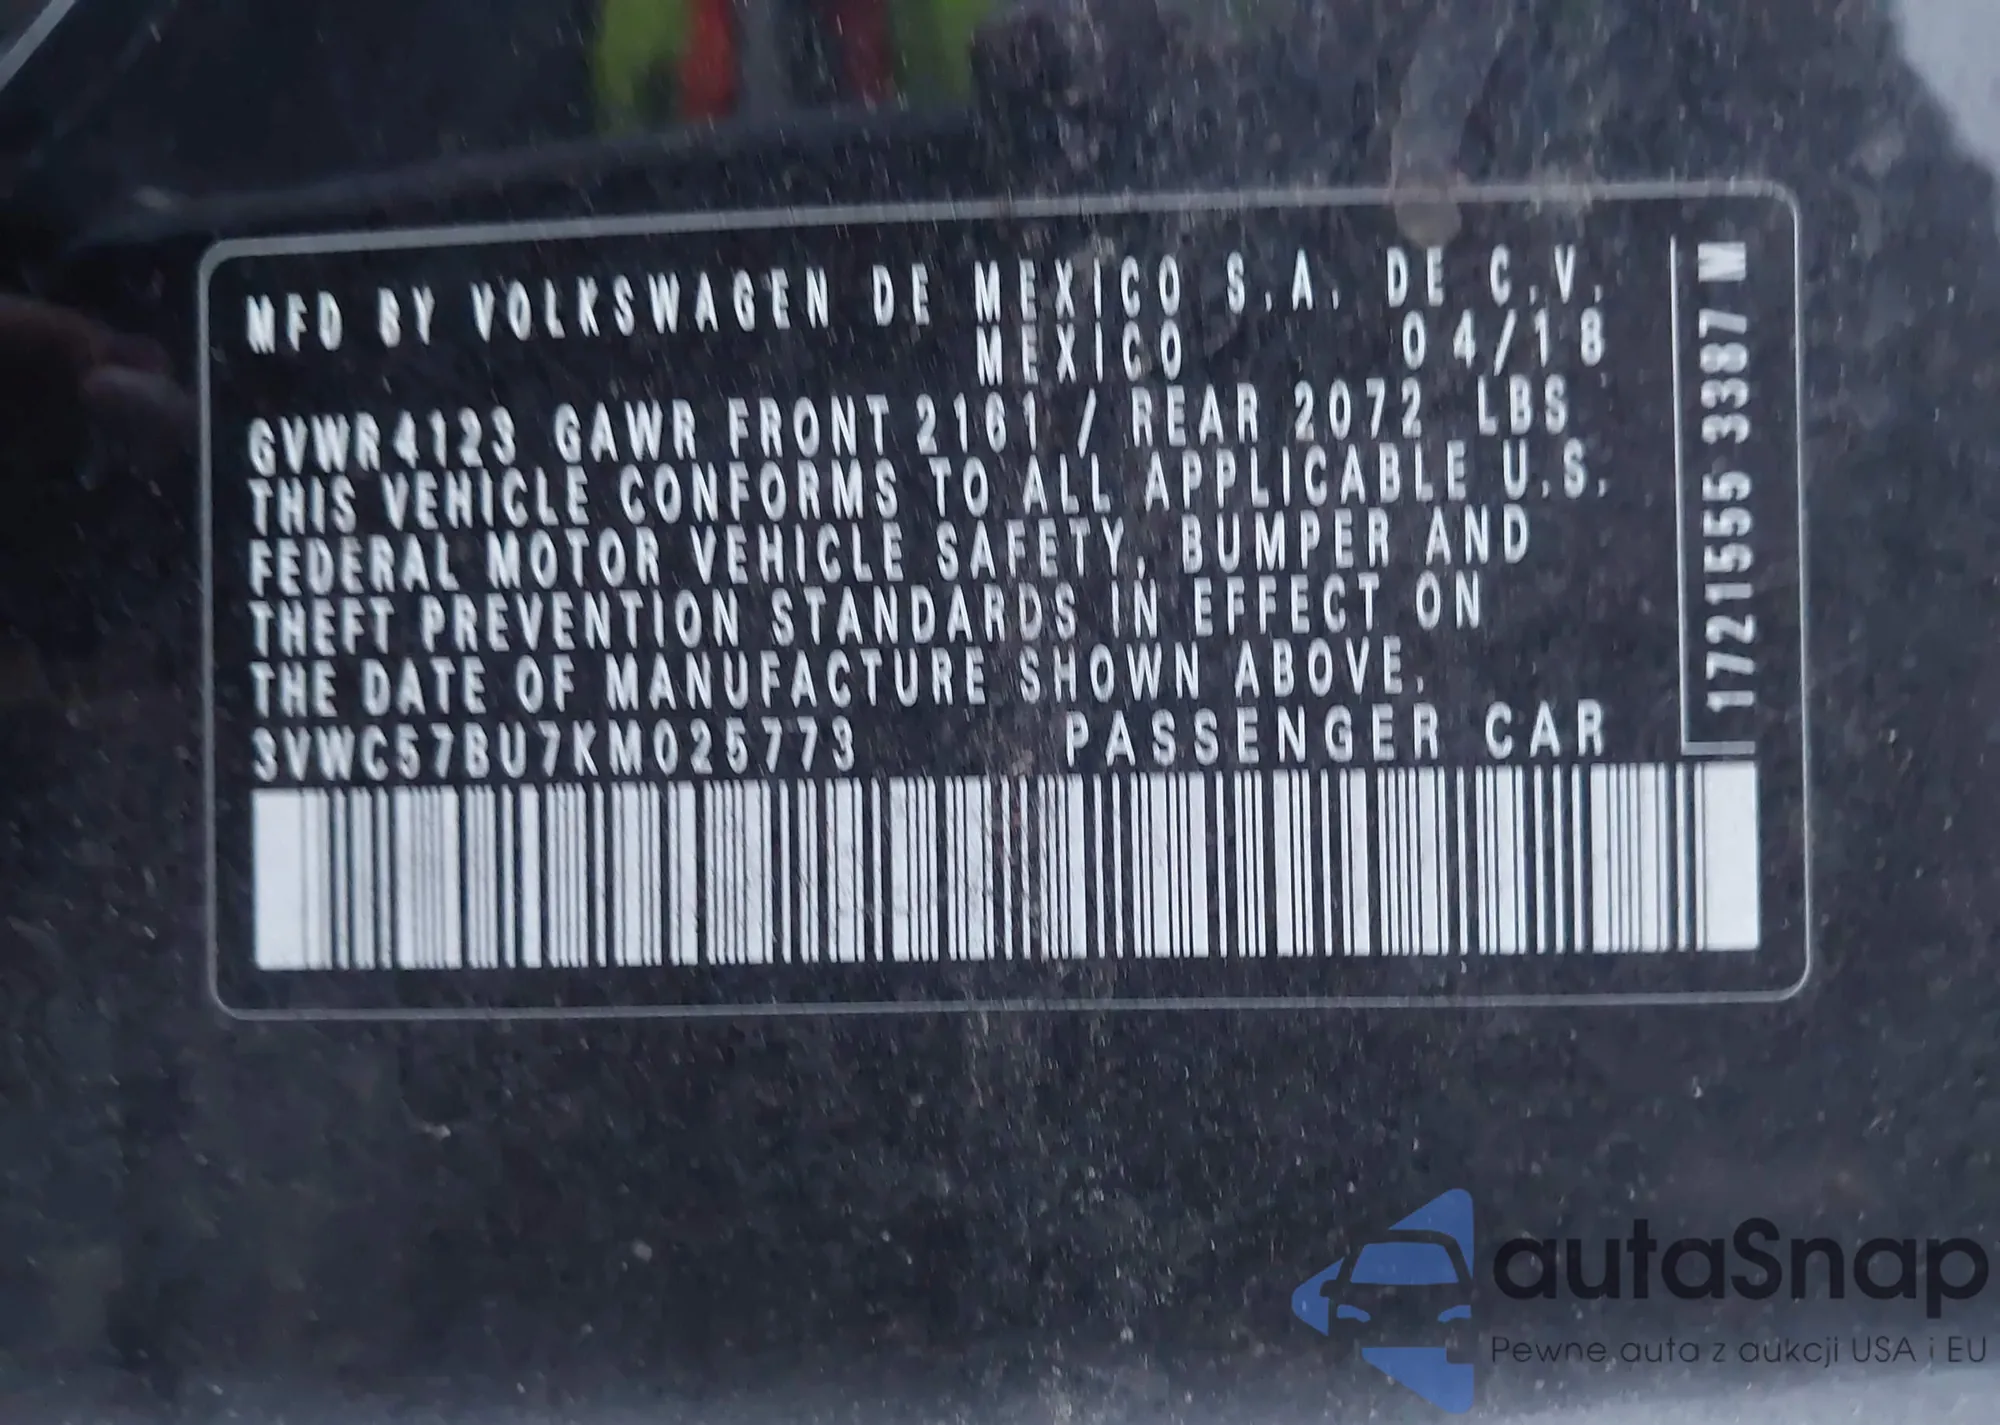 MFD BY VOLKSWAGEN DE MEXICO S.A. DE C.V.
MEXICO 04/18
GVWR 4123 GAWR FRONT 2161 / REAR 2072 LBS
THIS VEHICLE CONFORMS TO ALL APPLICABLE U.S.
FEDERAL MOTOR VEHICLE SAFETY, BUMPER AND
THEFT PREVENTION STANDARDS IN EFFECT ON
THE DATE OF MANUFACTURE SHOWN ABOVE.
3VWC57BU7KM025773 PASSENGER CAR
1721555 3387 M
autaSnap
Pewne auta z aukcji USA i EU